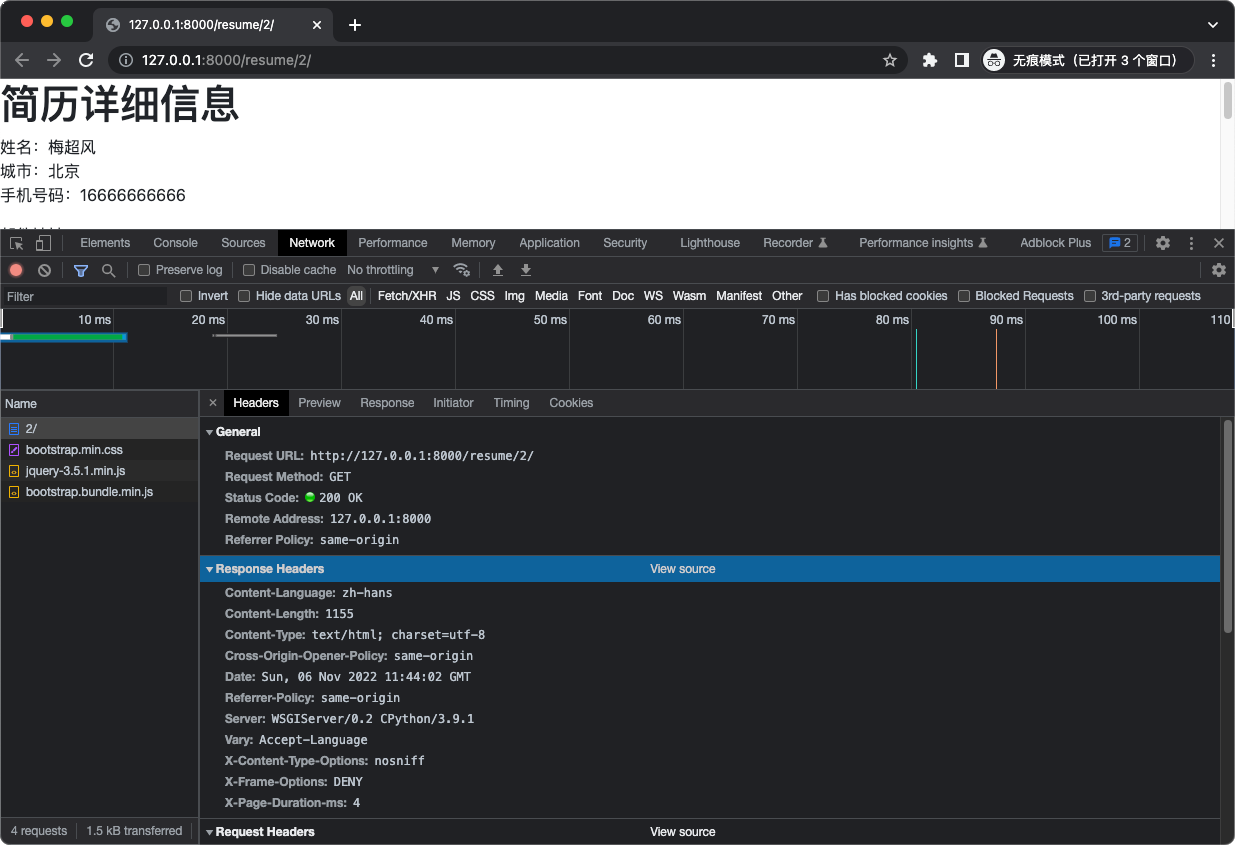 127.0.0.1:8000/resume/2/
127.0.0.1:8000/resume/2/ 无痕模式（已打开 3 个窗口）
简历详细信息
姓名：梅超风
城市：北京
手机号码：16666666666
Elements Console Sources Network Performance Memory Application Security Lighthouse Recorder Performance insights Adblock Plus 2
Preserve log Disable cache No throttling
Filter Invert Hide data URLs All Fetch/XHR JS CSS Img Media Font Doc WS Wasm Manifest Other Has blocked cookies Blocked Requests 3rd-party requests
10 ms 20 ms 30 ms 40 ms 50 ms 60 ms 70 ms 80 ms 90 ms 100 ms 110
Name
2/
bootstrap.min.css
jquery-3.5.1.min.js
bootstrap.bundle.min.js
Headers Preview Response Initiator Timing Cookies
General
Request URL: http://127.0.0.1:8000/resume/2/
Request Method: GET
Status Code: 200 OK
Remote Address: 127.0.0.1:8000
Referrer Policy: same-origin
Response Headers View source
Content-Language: zh-hans
Content-Length: 1155
Content-Type: text/html; charset=utf-8
Cross-Origin-Opener-Policy: same-origin
Date: Sun, 06 Nov 2022 11:44:02 GMT
Referrer-Policy: same-origin
Server: WSGIServer/0.2 CPython/3.9.1
Vary: Accept-Language
X-Content-Type-Options: nosniff
X-Frame-Options: DENY
X-Page-Duration-ms: 4
Request Headers View source
4 requests 1.5 kB transferred